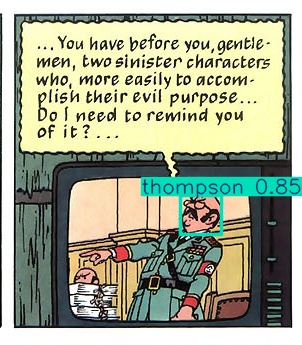 ...You have before you, gentle-
men, two sinister characters
who, more easily to accom-
plish their evil purpose...
Do I need to remind you
of it?...
thompson 0.85